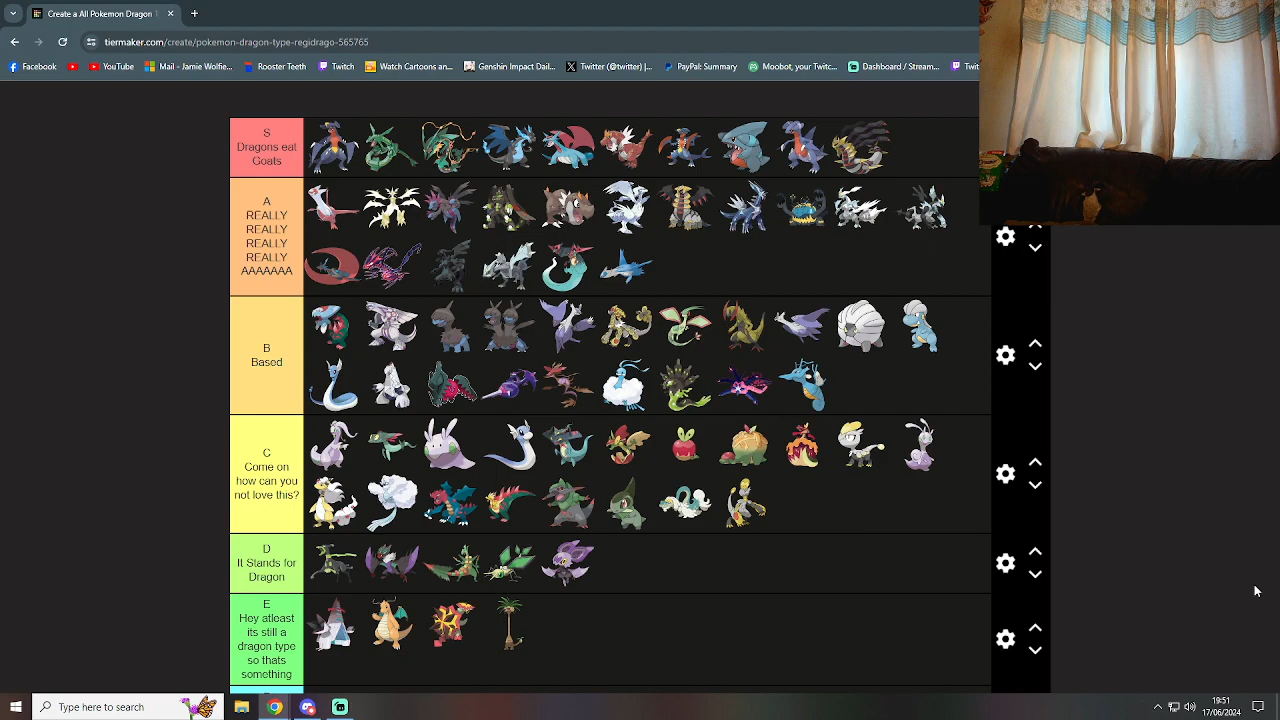 Create a All Pokemon Dragon T
tiermaker.com/create/pokemon-dragon-type-regidrago-565765
Facebook
YouTube
Mail - Jamie Wolfie...
Rooster Teeth
Twitch
Watch Cartoons an...
Genshin Impact Dail...
Twitter (@twitter) |...
PayPal: Summary
Mods, your Twitc...
Dashboard / Stream...
Twit
S
Dragons eat
Goats
A
REALLY
REALLY
REALLY
REALLY
AAAAAAA
B
Based
C
Come on
how can you
not love this?
D
It Stands for
Dragon
E
Hey atleast
its still a
dragon type
so thats
something
Type here to search
19:51
17/06/2024